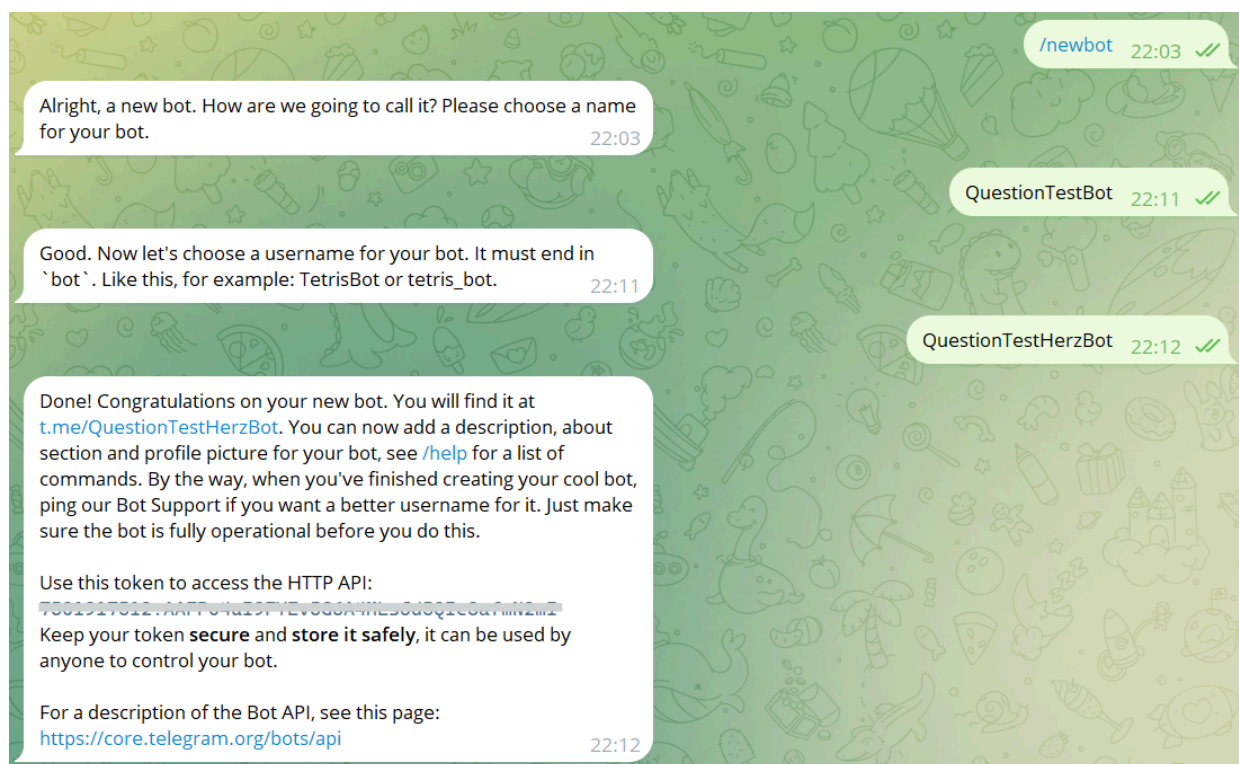 /newbot 22:03
Alright, a new bot. How are we going to call it? Please choose a name
for your bot.
22:03
QuestionTestBot 22:11
Good. Now let's choose a username for your bot. It must end in
`bot`. Like this, for example: TetrisBot or tetris_bot.
22:11
QuestionTestHerzBot 22:12
Done! Congratulations on your new bot. You will find it at
t.me/QuestionTestHerzBot. You can now add a description, about
section and profile picture for your bot, see /help for a list of
commands. By the way, when you've finished creating your cool bot,
ping our Bot Support if you want a better username for it. Just make
sure the bot is fully operational before you do this.
Use this token to access the HTTP API:
Keep your token secure and store it safely, it can be used by
anyone to control your bot.
For a description of the Bot API, see this page:
https://core.telegram.org/bots/api
22:12